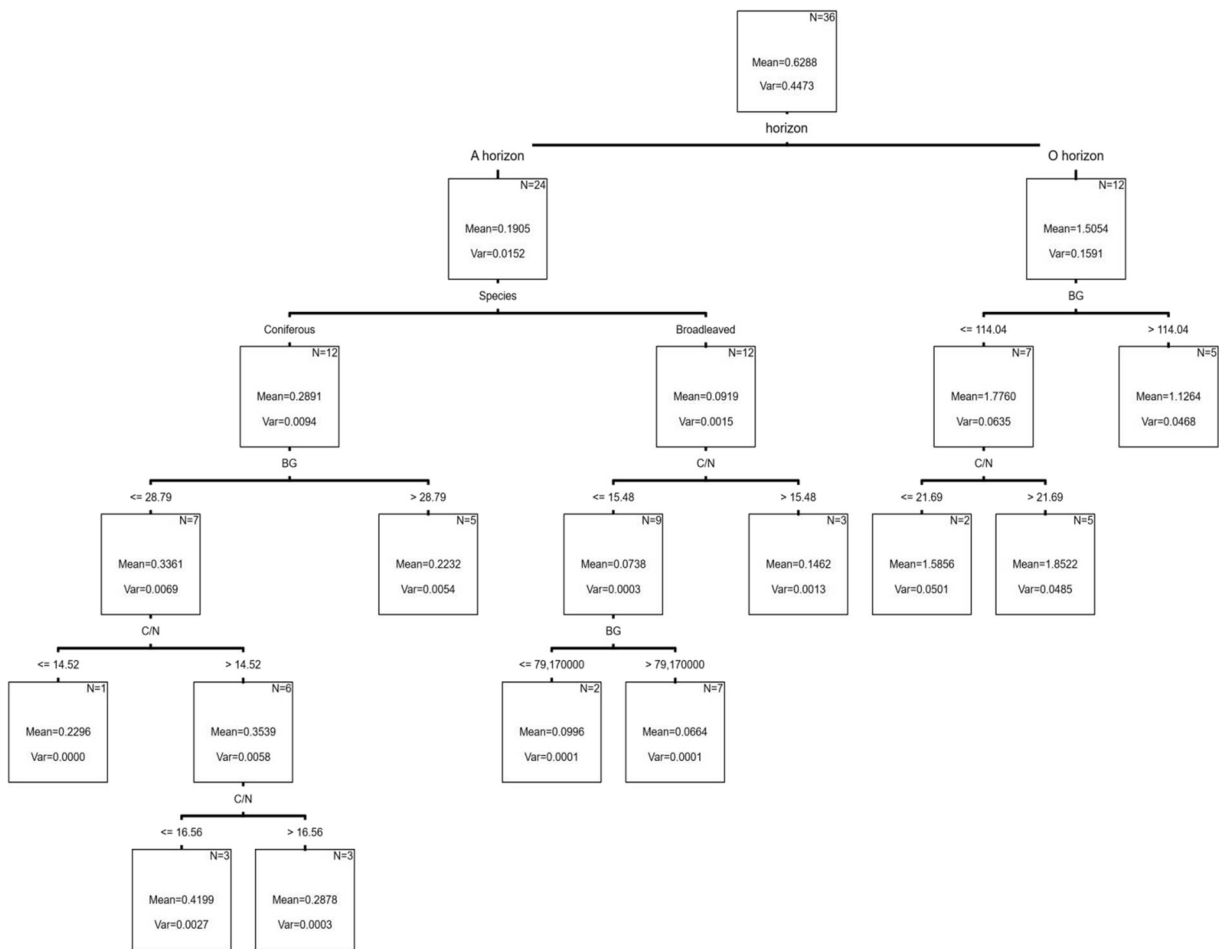 N=36
Mean=0.6288
Var=0.4473
horizon
A horizon
O horizon
N=24
Mean=0.1905
Var=0.0152
N=12
Mean=1.5054
Var=0.1591
Species
BG
Coniferous
Broadleaved
<= 114.04
> 114.04
N=12
Mean=0.2891
Var=0.0094
N=12
Mean=0.0919
Var=0.0015
N=7
Mean=1.7760
Var=0.0635
N=5
Mean=1.1264
Var=0.0468
BG
C/N
C/N
<= 28.79
> 28.79
<= 15.48
> 15.48
<= 21.69
> 21.69
N=7
Mean=0.3361
Var=0.0069
N=5
Mean=0.2232
Var=0.0054
N=9
Mean=0.0738
Var=0.0003
N=3
Mean=0.1462
Var=0.0013
N=2
Mean=1.5856
Var=0.0501
N=5
Mean=1.8522
Var=0.0485
C/N
BG
<= 14.52
> 14.52
<= 79,170000
> 79,170000
N=1
Mean=0.2296
Var=0.0000
N=6
Mean=0.3539
Var=0.0058
N=2
Mean=0.0996
Var=0.0001
N=7
Mean=0.0664
Var=0.0001
C/N
<= 16.56
> 16.56
N=3
Mean=0.4199
Var=0.0027
N=3
Mean=0.2878
Var=0.0003